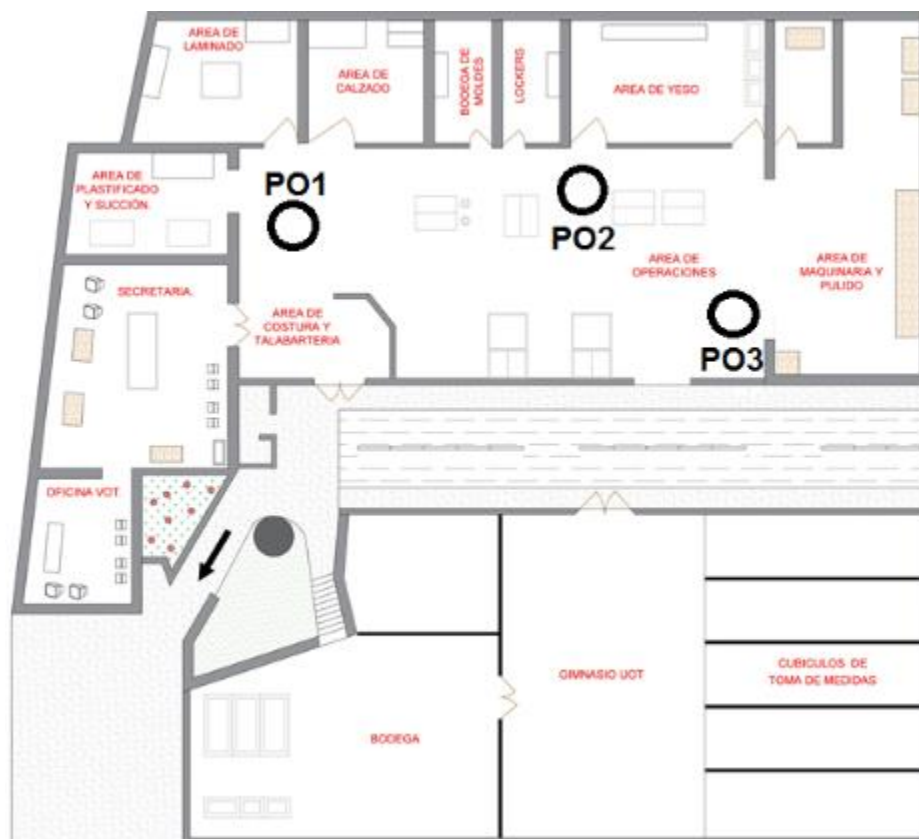 AREA DE
LAMINADO
AREA DE
CALZADO
BODEGA DE
MOLDES
LOCKERS
AREA DE YESO
AREA DE
PLASTIFICADO
Y SUCCIÓN.
PO1
PO2
AREA DE
OPERACIONES
AREA DE
MAQUINARIA Y
PULIDO
SECRETARIA.
AREA DE
COSTURA Y
TALABARTERIA
PO3
OFICINA VOT.
GIMNASIO UOT
CUBICULOS DE
TOMA DE MEDIDAS
BODEGA